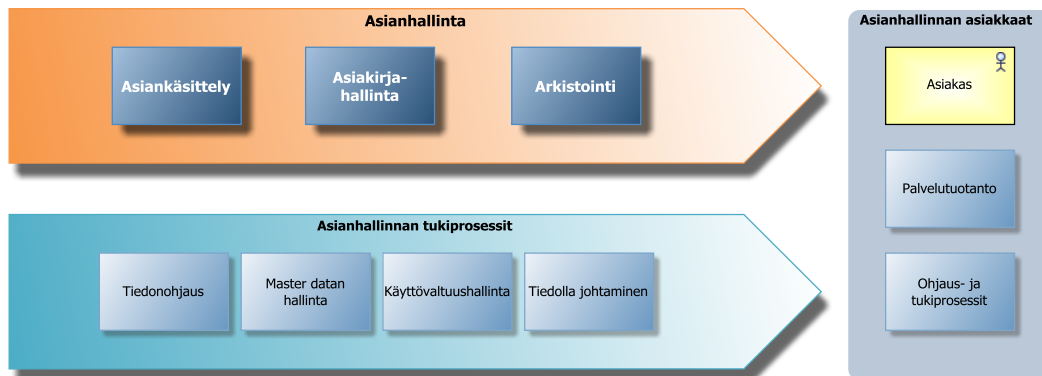 Asianhallinta
Asiankäsittely
Asiakirja-
hallinta
Arkistointi
Asianhallinnan tukiprosessit
Tiedonohjaus
Master datan
hallinta
Käyttövaltuushallinta
Tiedolla johtaminen
Asianhallinnan asiakkaat
Asiakas
Palvelutuotanto
Ohjaus- ja
tukiprosessit